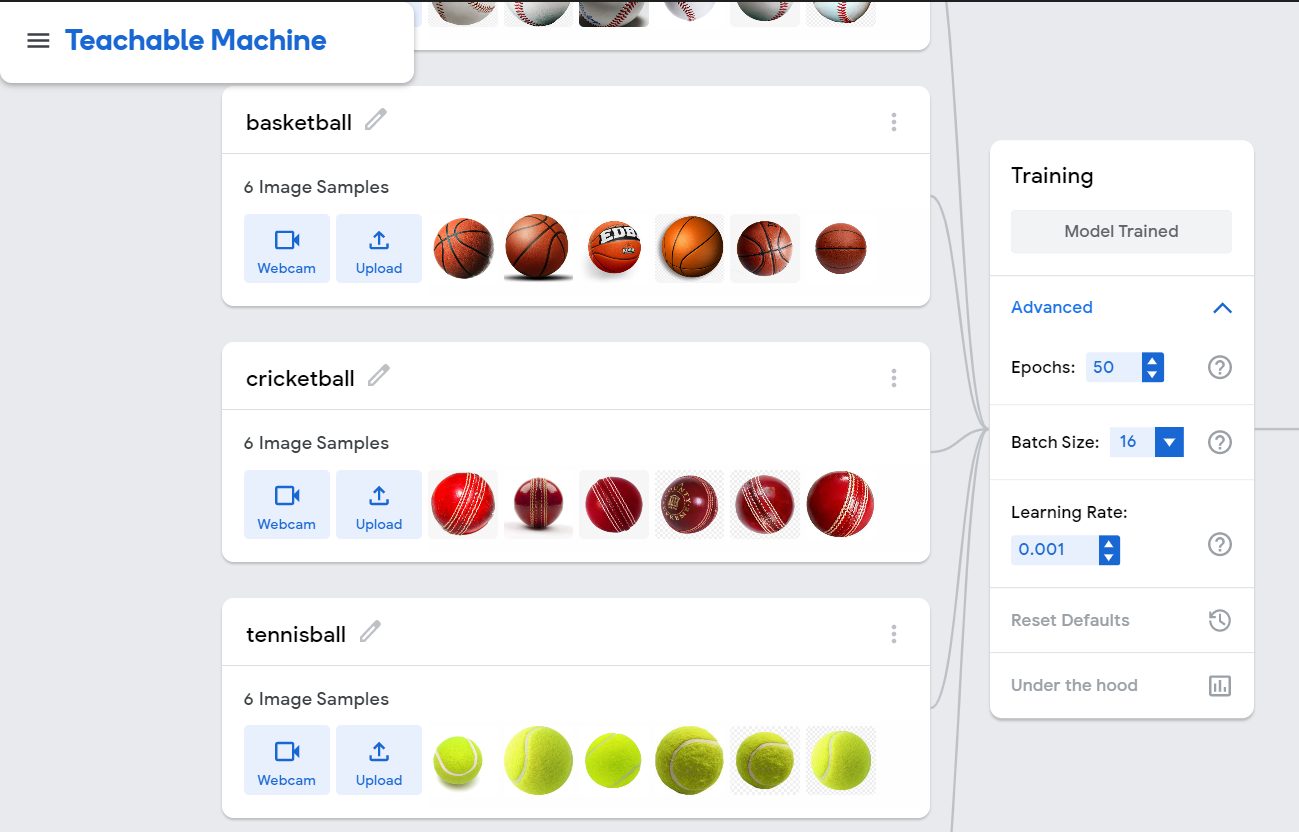 Teachable Machine
basketball
6 Image Samples
Webcam
Upload
EDB
cricketball
6 Image Samples
Webcam
Upload
tennisball
6 Image Samples
Webcam
Upload
Training
Model Trained
Advanced
Epochs: 50
Batch Size: 16
Learning Rate:
0.001
Reset Defaults
Under the hood